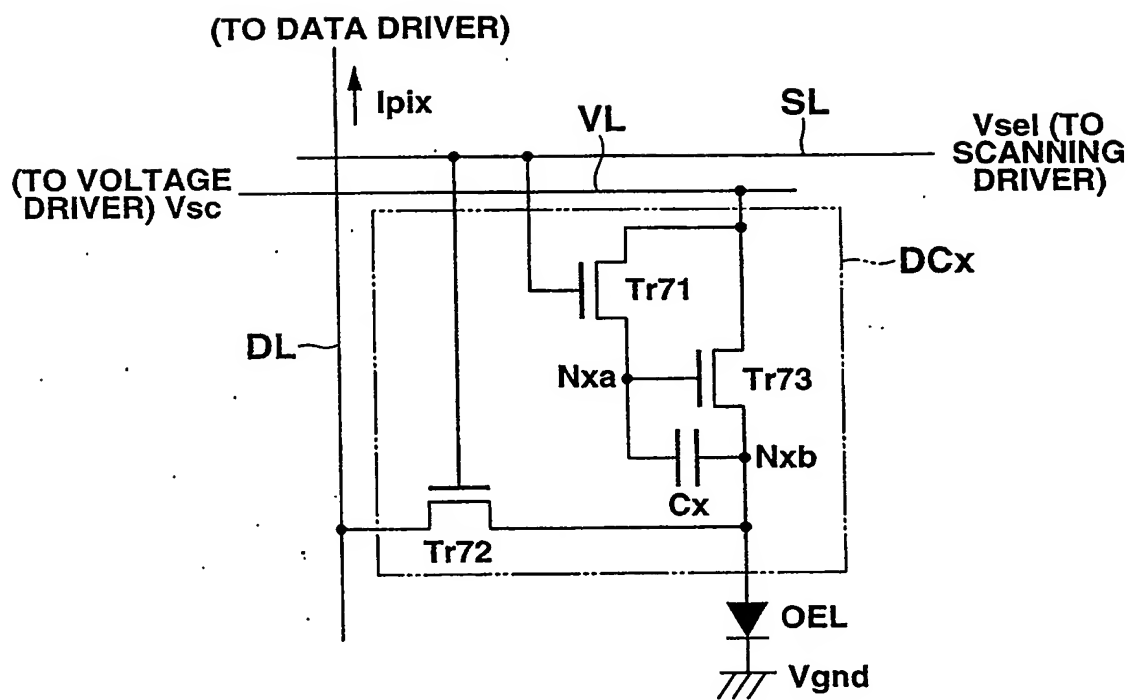 (TO DATA DRIVER)
Ipix
VL
SL
Vsel (TO
SCANNING
DRIVER)
(TO VOLTAGE
DRIVER) Vsc
DCx
Tr71
DL
Nxa
Tr73
Nxb
Cx
Tr72
OEL
Vgnd